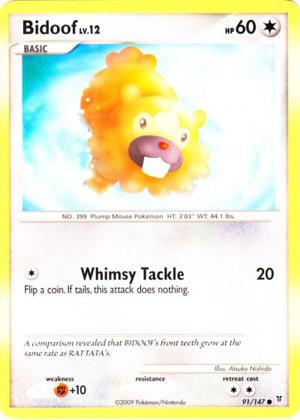 Bidoof LV.12 HP 60
BASIC
NO. 399 Plump Mouse Pokémon HT: 3'03" WT: 44.1 lbs.
Whimsy Tackle 20
Flip a coin. If tails, this attack does nothing.
A comparison revealed that BIDOOF's front teeth grow at the
same rate as RATTATA's.
Illus. Atsuko Nishida
weakness resistance retreat cost
+10
©2009 Pokémon/Nintendo 91/147